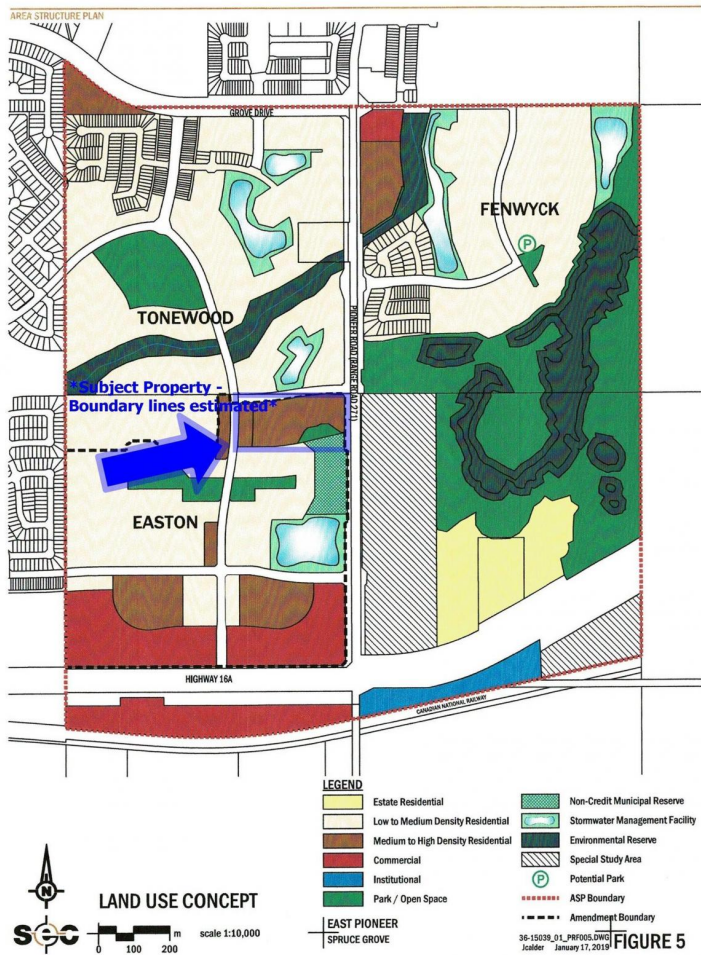 AREA STRUCTURE PLAN
GROVE DRIVE
FENWYCK
P
TONEWOOD
PIONEER ROAD (RANGE ROAD 271)
*Subject Property -
Boundary lines estimated*
EASTON
HIGHWAY 16A
CANADIAN NATIONAL RAILWAY
LEGEND
Estate Residential
Low to Medium Density Residential
Medium to High Density Residential
Commercial
Institutional
Park / Open Space
Non-Credit Municipal Reserve
Stormwater Management Facility
Environmental Reserve
Special Study Area
P
Potential Park
ASP Boundary
Amendment Boundary
N
LAND USE CONCEPT
SEC
0 100 200 m
scale 1:10,000
EAST PIONEER
SPRUCE GROVE
36-15039_01_PRF005.DWG
Jcalder January 17, 2019
FIGURE 5